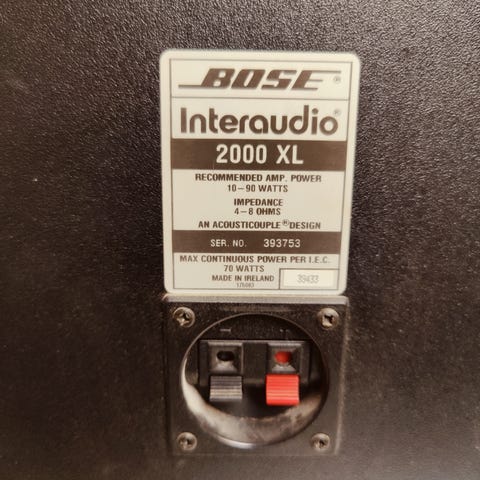 BOSE®
Interaudio®
2000 XL
RECOMMENDED AMP. POWER
10-90 WATTS
IMPEDANCE
4-8 OHMS
AN ACOUSTICOUPLE® DESIGN
SER. NO. 393753
MAX CONTINUOUS POWER PER I.E.C.
70 WATTS
MADE IN IRELAND
39433